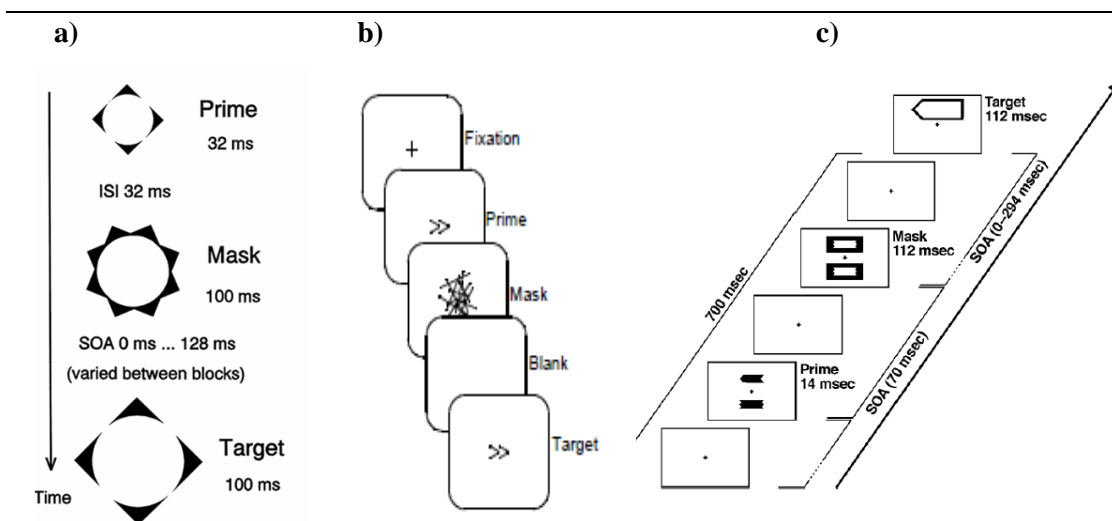 a)
Prime
32 ms
ISI 32 ms
Mask
100 ms
SOA 0 ms ... 128 ms
(varied between blocks)
Target
100 ms
Time
b)
Fixation
Prime
Mask
Blank
Target
c)
Target
112 msec
Mask
112 msec
Prime
14 msec
700 msec
SOA (0–294 msec)
SOA (70 msec)